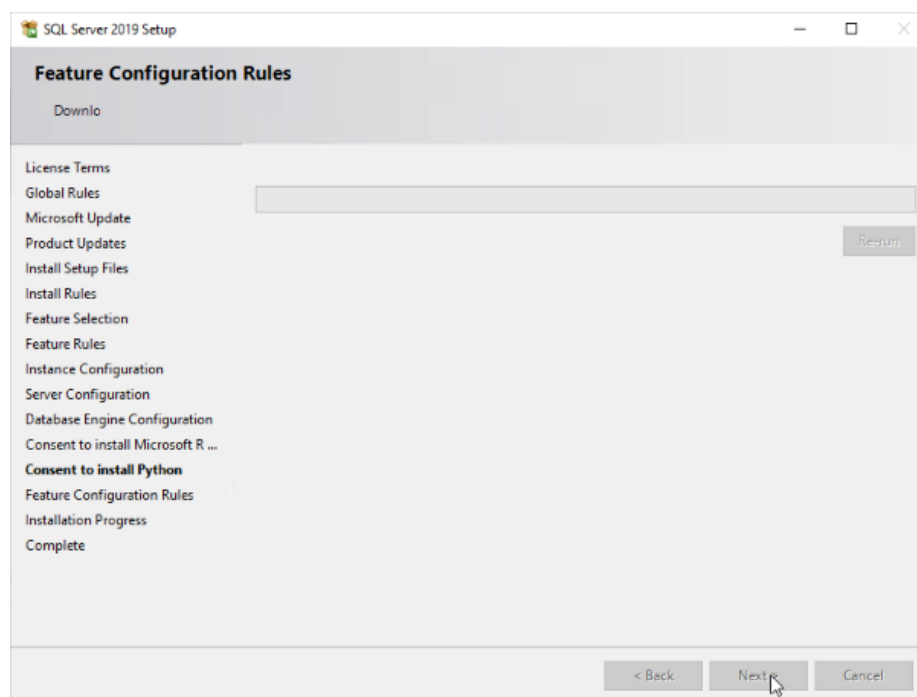 SQL Server 2019 Setup
Feature Configuration Rules
Downlo
License Terms
Global Rules
Microsoft Update
Product Updates
Install Setup Files
Install Rules
Feature Selection
Feature Rules
Instance Configuration
Server Configuration
Database Engine Configuration
Consent to install Microsoft R ...
Consent to install Python
Feature Configuration Rules
Installation Progress
Complete
Re-run
< Back
Next >
Cancel